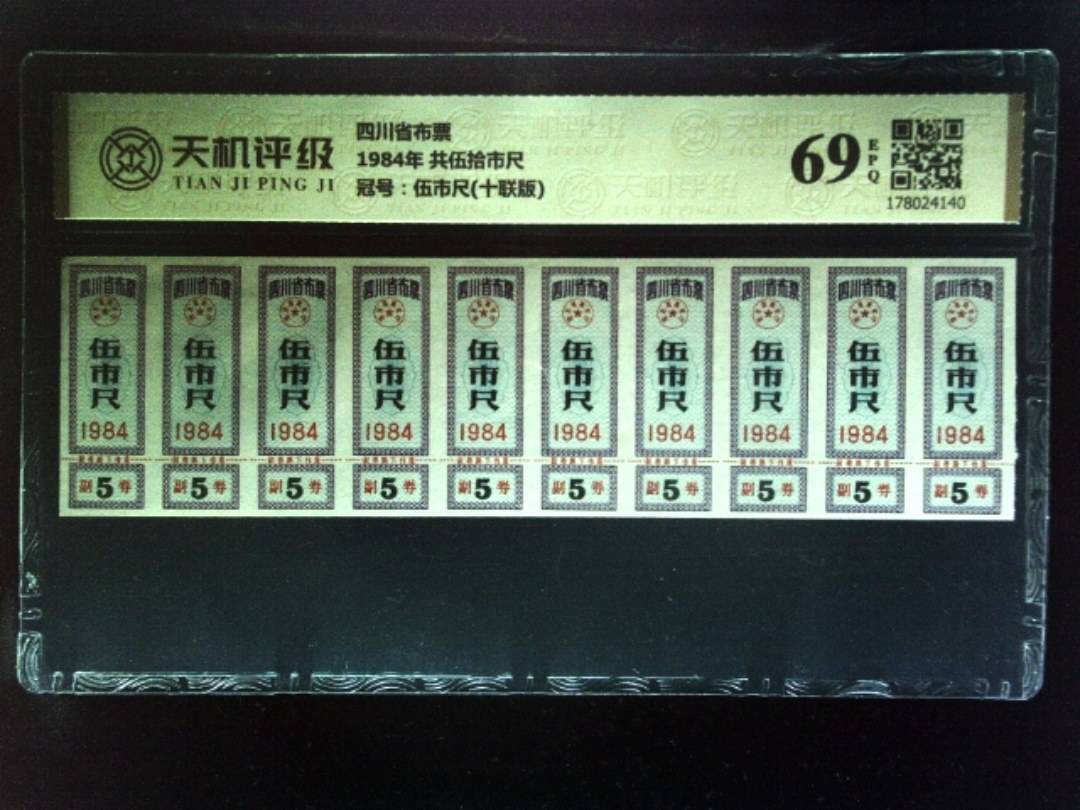 天机评级
TIAN JI PING JI
四川省布票
1984年 共伍拾市尺
冠号：伍市尺(十联版)
69
EPQ
178024140
四川省布票 四川省布票 四川省布票 四川省布票 四川省布票 四川省布票 四川省布票 四川省布票 四川省布票 四川省布票
伍市尺 伍市尺 伍市尺 伍市尺 伍市尺 伍市尺 伍市尺 伍市尺 伍市尺 伍市尺
1984 1984 1984 1984 1984 1984 1984 1984 1984 1984
副5券 副5券 副5券 副5券 副5券 副5券 副5券 副5券 副5券 副5券